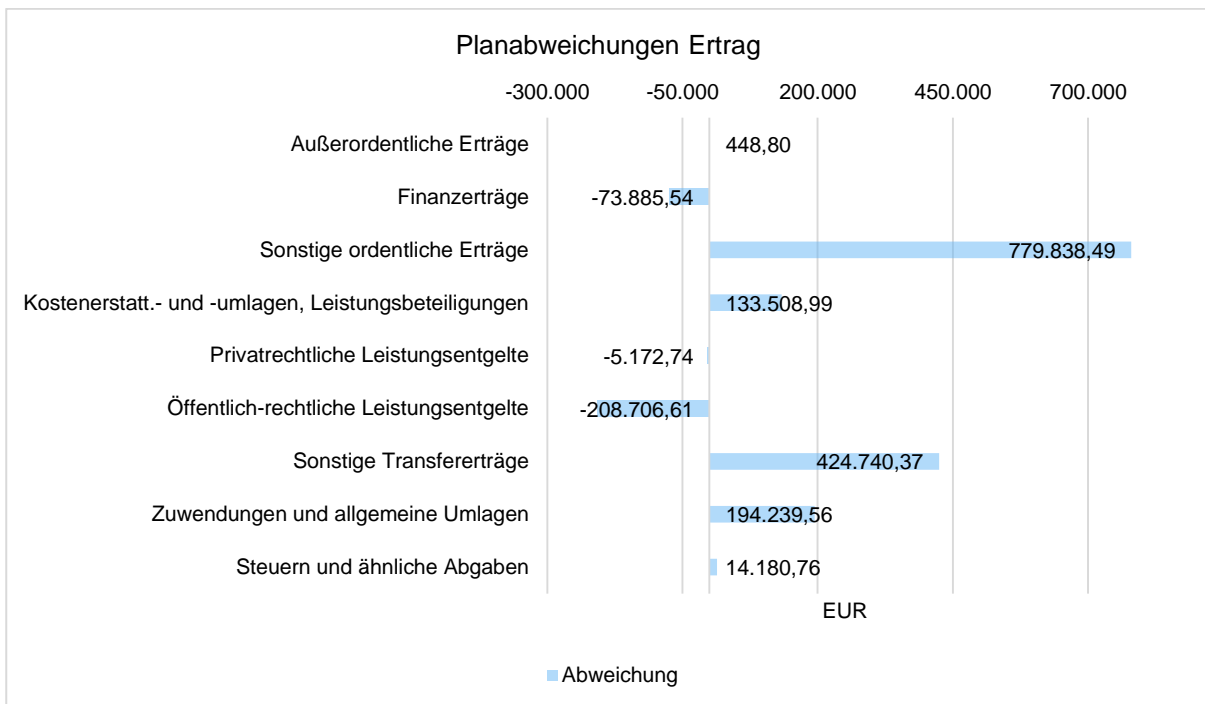 Planabweichungen Ertrag
-300.000 -50.000 200.000 450.000 700.000
Außerordentliche Erträge 448,80
Finanzerträge -73.885,54
Sonstige ordentliche Erträge 779.838,49
Kostenerstatt.- und -umlagen, Leistungsbeteiligungen 133.508,99
Privatrechtliche Leistungsentgelte -5.172,74
Öffentlich-rechtliche Leistungsentgelte -208.706,61
Sonstige Transfererträge 424.740,37
Zuwendungen und allgemeine Umlagen 194.239,56
Steuern und ähnliche Abgaben 14.180,76
EUR
Abweichung